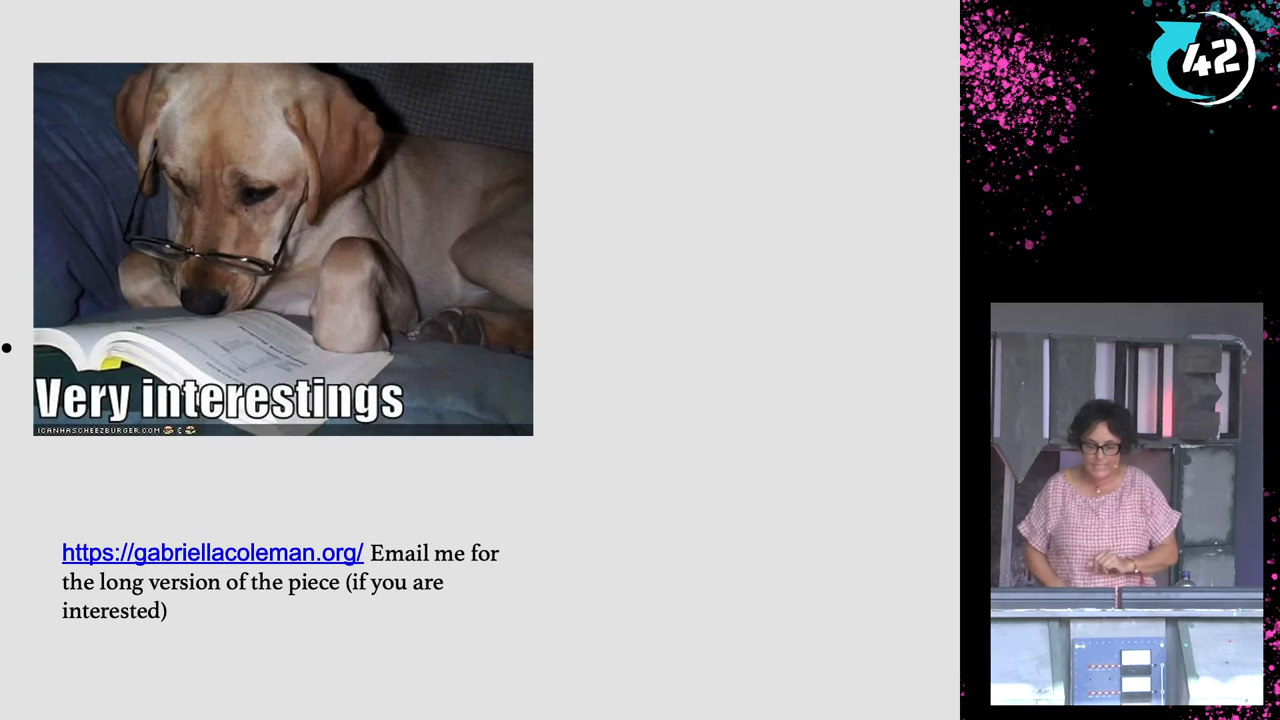 42
Very interestings
ICANHASCHEEZBURGER.COM
https://gabriellacoleman.org/ Email me for
the long version of the piece (if you are
interested)